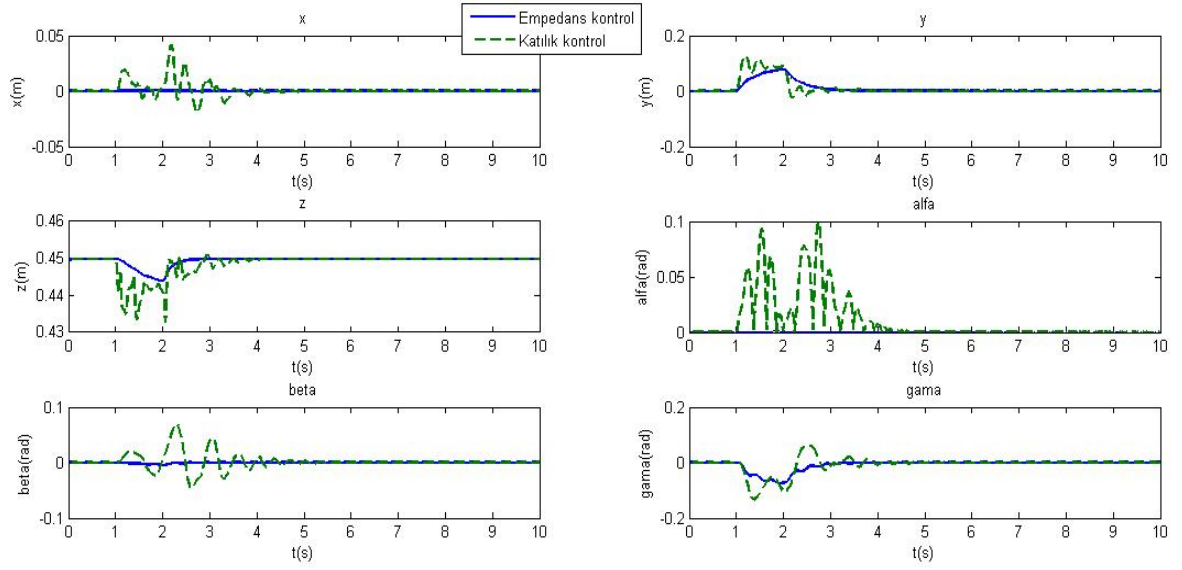 x
Empedans kontrol
Katılık kontrol
y
0.05
0
-0.05
x(m)
0 1 2 3 4 5 6 7 8 9 10
t(s)
0.2
0
-0.2
y(m)
0 1 2 3 4 5 6 7 8 9 10
t(s)
z
0.46
0.45
0.44
0.43
z(m)
0 1 2 3 4 5 6 7 8 9 10
t(s)
alfa
0.1
0.05
0
alfa(rad)
0 1 2 3 4 5 6 7 8 9 10
t(s)
beta
0.1
0
-0.1
beta(rad)
0 1 2 3 4 5 6 7 8 9 10
t(s)
gama
0.2
0
-0.2
gama(rad)
0 1 2 3 4 5 6 7 8 9 10
t(s)